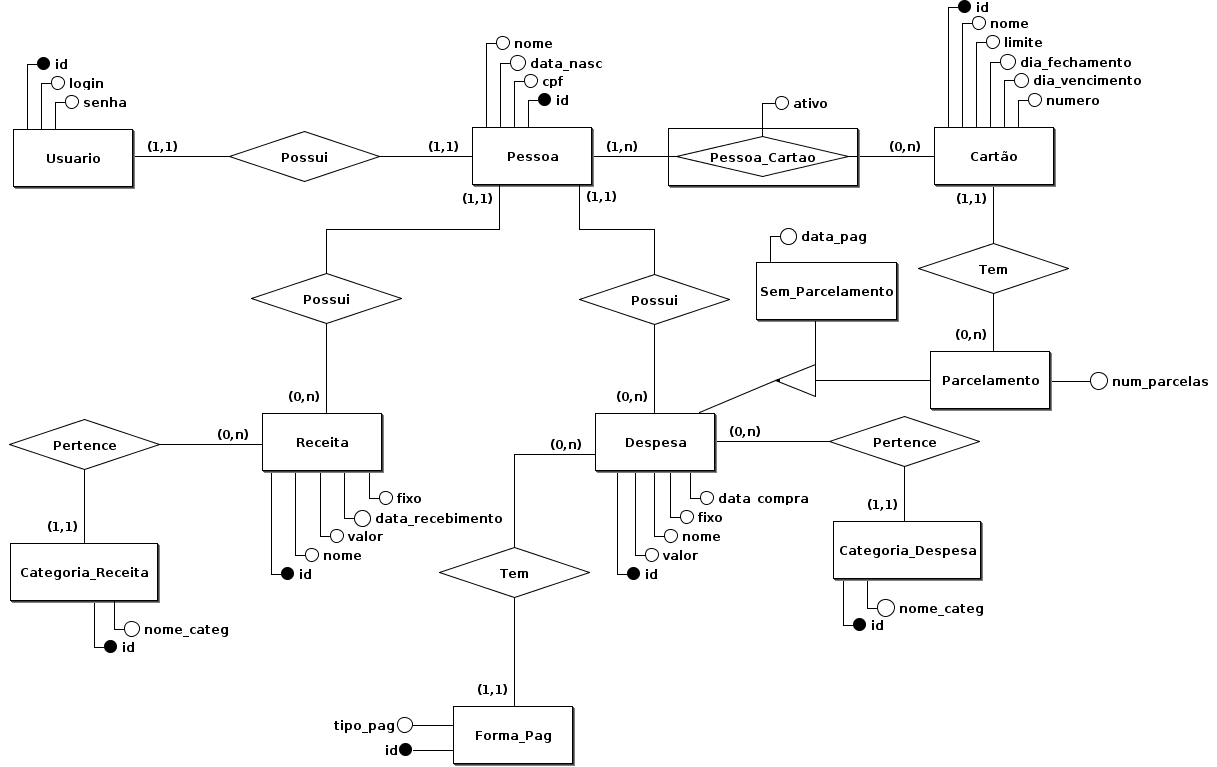 id
login
senha
Usuario
(1,1)
Possui
(1,1)
nome
data_nasc
cpf
id
Pessoa
(1,n)
ativo
Pessoa_Cartao
(0,n)
id
nome
limite
dia_fechamento
dia_vencimento
numero
Cartão
(1,1)
(1,1)
(1,1)
Possui
Possui
data_pag
Sem_Parcelamento
Tem
(0,n)
Parcelamento
num_parcelas
(0,n)
(0,n)
Pertence
(0,n)
Receita
(0,n)
Despesa
(0,n)
Pertence
fixo
data_recebimento
valor
nome
id
data_compra
fixo
nome
valor
id
(1,1)
Categoria_Receita
nome_categ
id
(1,1)
Categoria_Despesa
nome_categ
id
Tem
(1,1)
tipo_pag
id
Forma_Pag